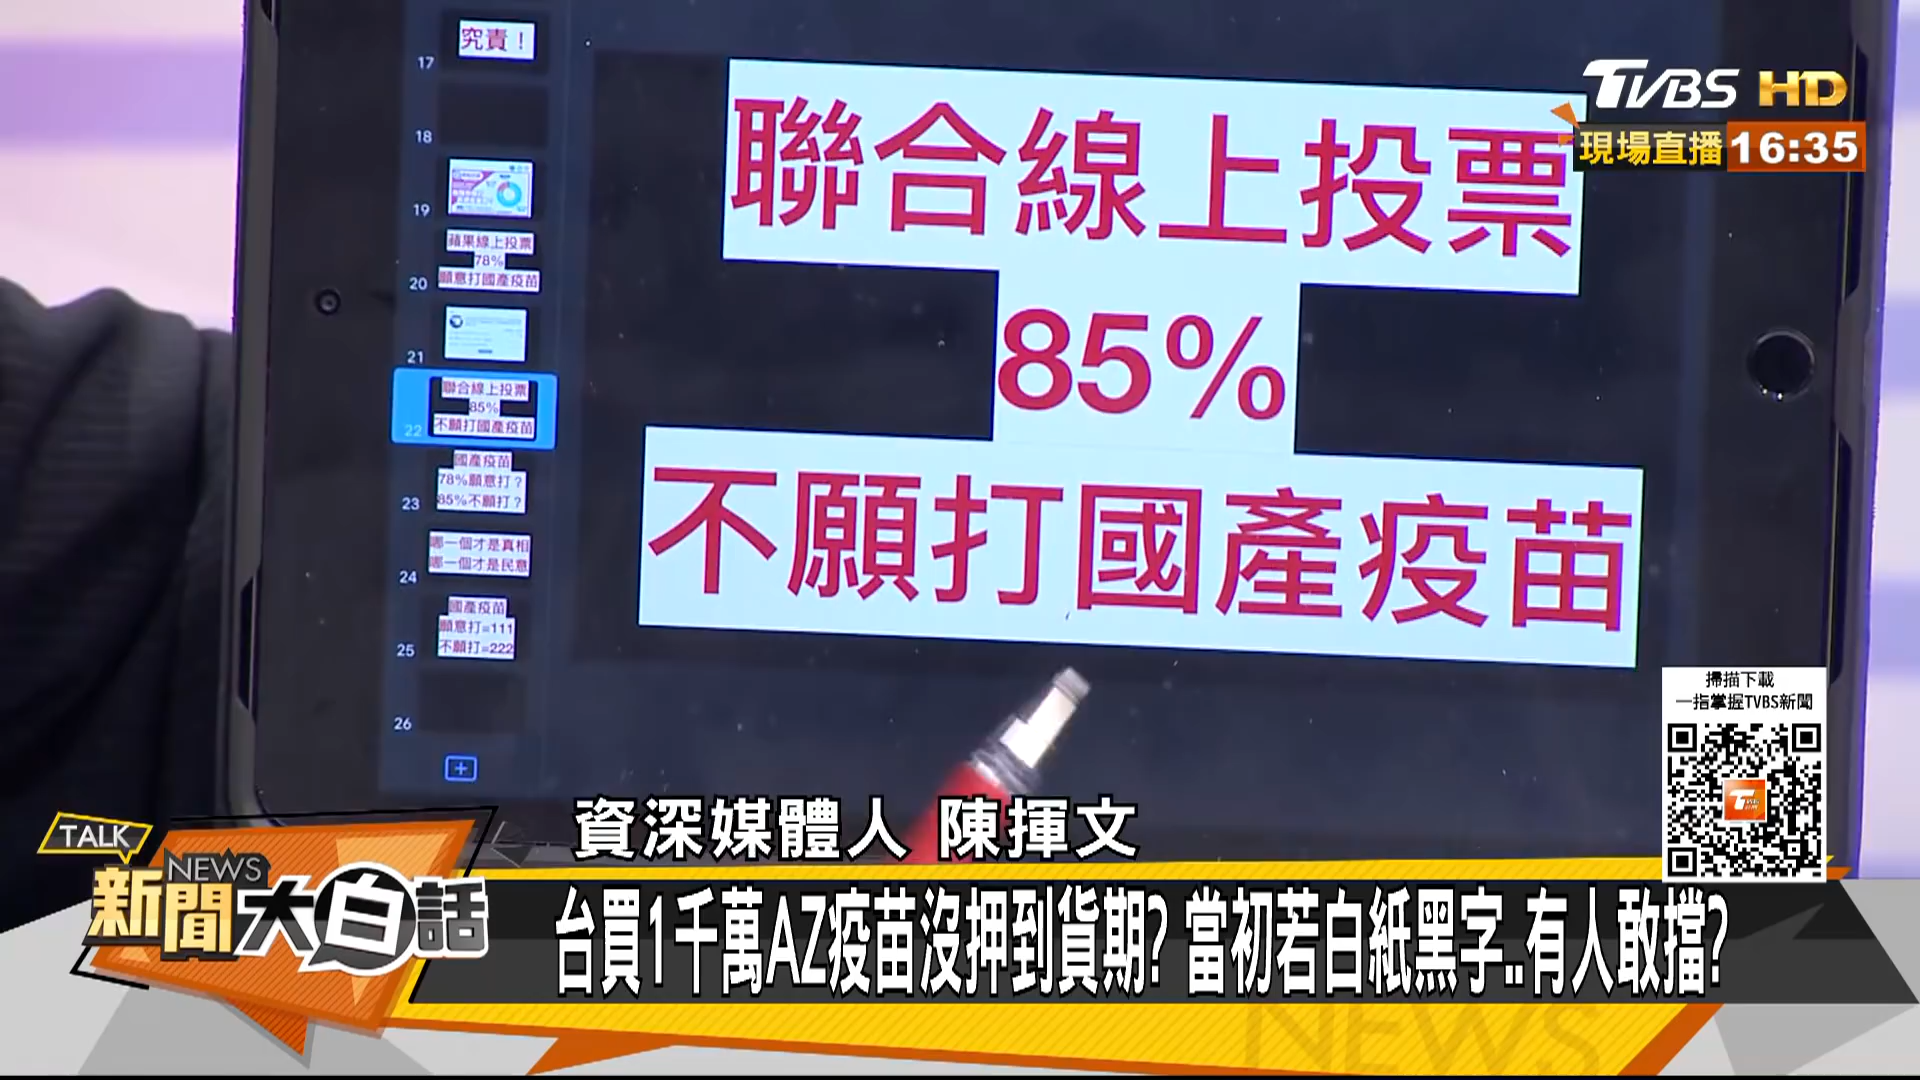 17
究責！
18
19
20
蘋果線上投票
78%
願意打國產疫苗
21
22
聯合線上投票
85%
不願打國產疫苗
23
國產疫苗
78%願意打？
85%不願打？
24
哪一個才是真相
哪一個才是民意
25
國產疫苗
願意打=111
不願打=222
26
聯合線上投票
85%
不願打國產疫苗
TVBS HD
現場直播 16:35
掃描下載
一指掌握TVBS新聞
資深媒體人 陳揮文
TALK
NEWS
新聞大白話
台買1千萬AZ疫苗沒押到貨期? 當初若白紙黑字..有人敢擋?
NEWS